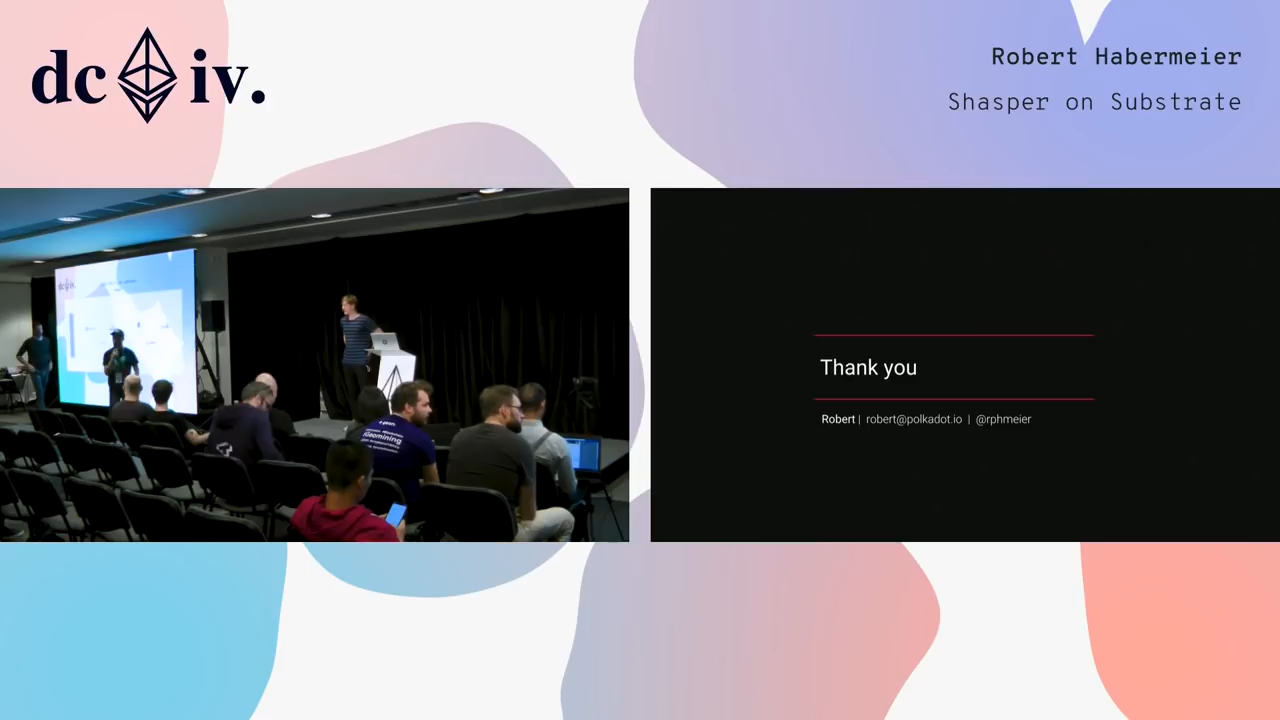 dc iv.
Robert Habermeier
Shasper on Substrate
Thank you
Robert | robert@polkadot.io | @rphmeier